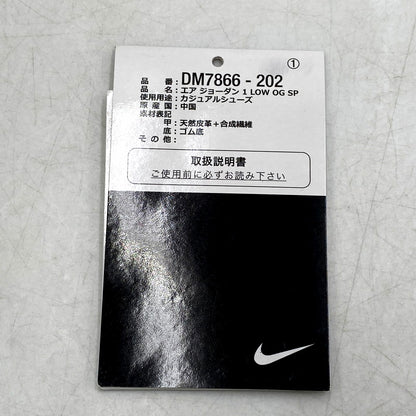 ①
品　番：DM7866 - 202
品　名：エア ジョーダン 1 LOW OG SP
使用用途：カジュアルシューズ
原 産 国：中国
素材表記
甲：天然皮革＋合成繊維
底：ゴム底
そ の 他：
取扱説明書
ご使用前に必ずお読み下さい